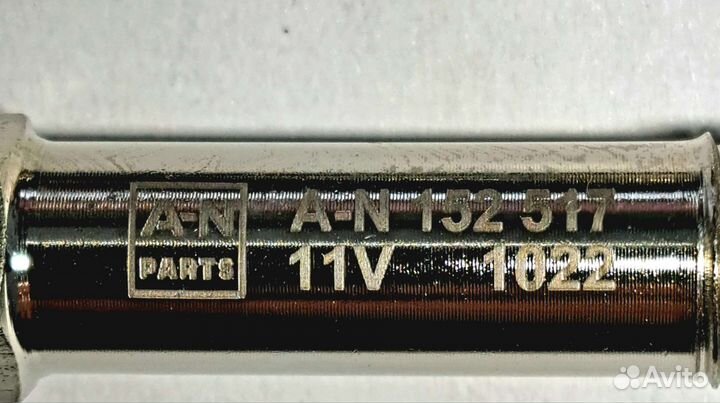 A-N
PARTS
A-N 152 517
11V 1022
Avito